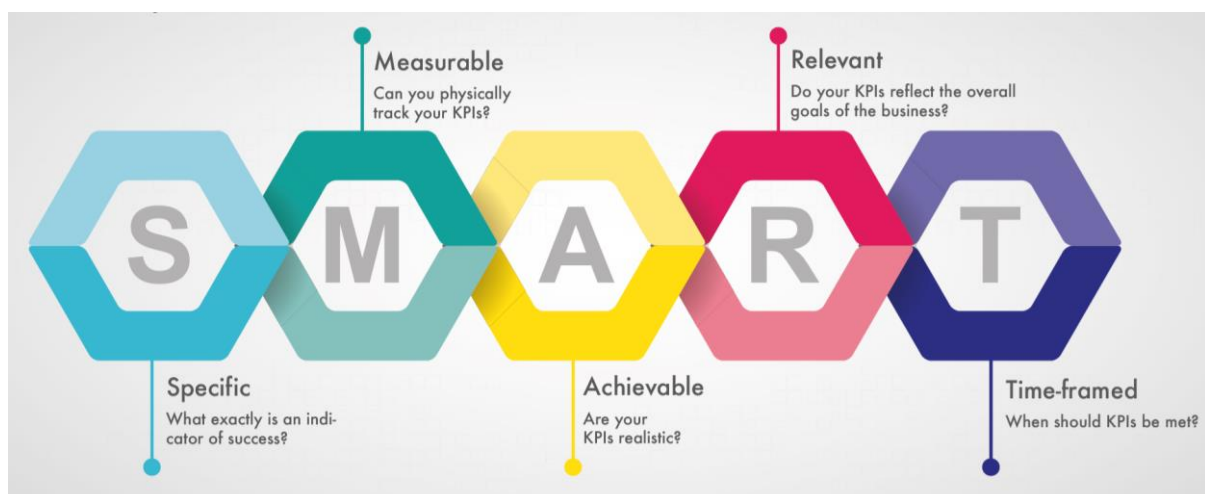 Measurable
Can you physically
track your KPIs?
Relevant
Do your KPIs reflect the overall
goals of the business?
S M A R T
Specific
What exactly is an indi-
cator of success?
Achievable
Are your
KPIs realistic?
Time-framed
When should KPIs be met?